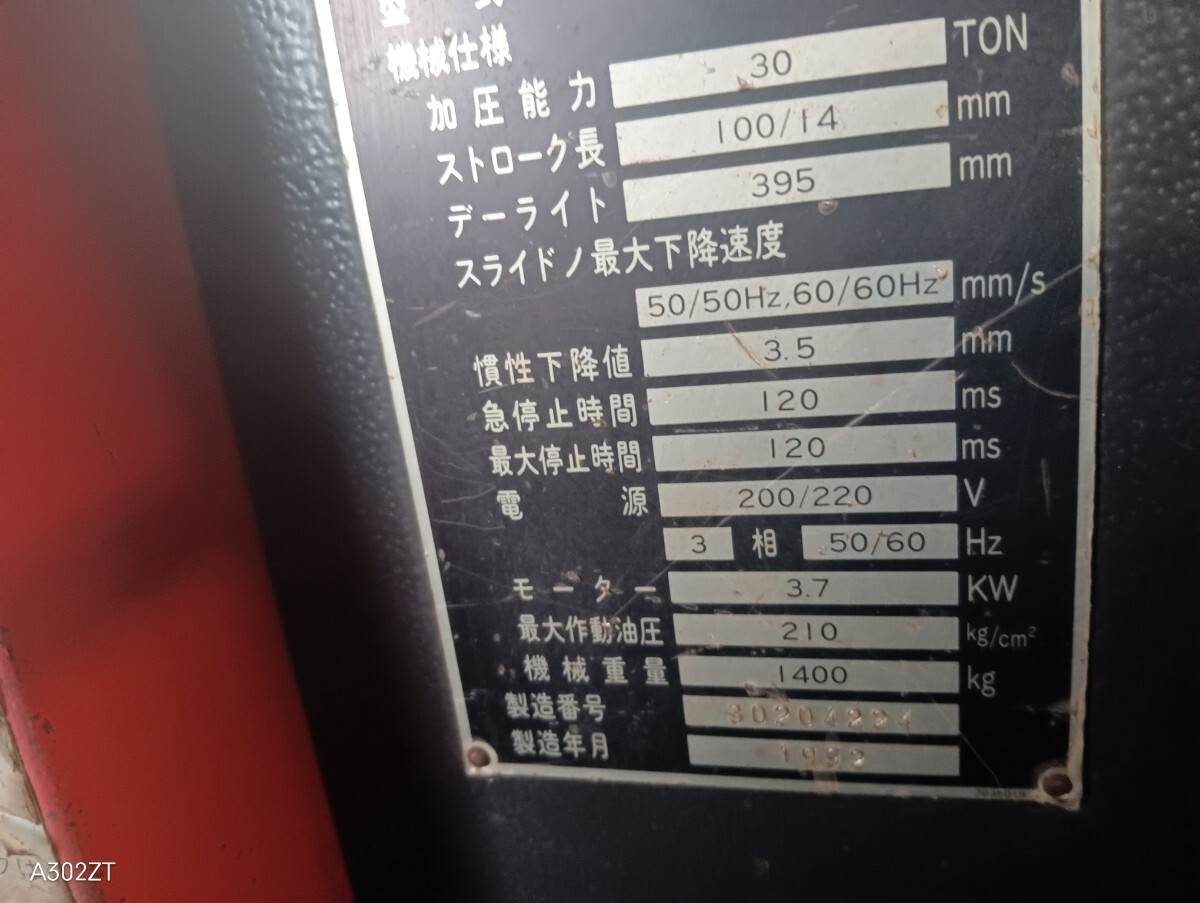 型 式
機械仕様
加圧能力 30 TON
ストローク長 100/14 mm
デーライト 395 mm
スライドノ最大下降速度
50/50Hz,60/60Hz mm/s
慣性下降値 3.5 mm
急停止時間 120 ms
最大停止時間 120 ms
電源 200/220 V
3 相 50/60 Hz
モーター 3.7 KW
最大作動油圧 210 kg/cm²
機械重量 1400 kg
製造番号
製造年月
A302ZT